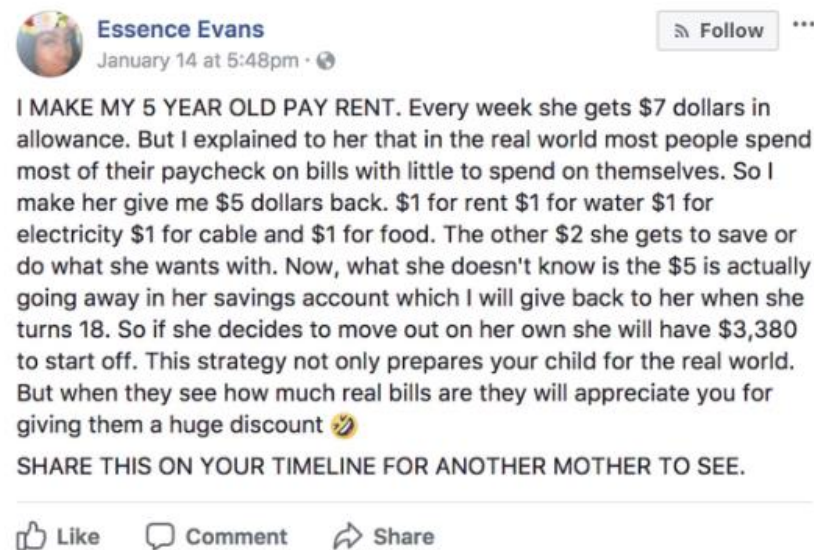 Essence Evans
Follow
January 14 at 5:48pm ·
I MAKE MY 5 YEAR OLD PAY RENT. Every week she gets $7 dollars in
allowance. But I explained to her that in the real world most people spend
most of their paycheck on bills with little to spend on themselves. So I
make her give me $5 dollars back. $1 for rent $1 for water $1 for
electricity $1 for cable and $1 for food. The other $2 she gets to save or
do what she wants with. Now, what she doesn't know is the $5 is actually
going away in her savings account which I will give back to her when she
turns 18. So if she decides to move out on her own she will have $3,380
to start off. This strategy not only prepares your child for the real world.
But when they see how much real bills are they will appreciate you for
giving them a huge discount 🤣
SHARE THIS ON YOUR TIMELINE FOR ANOTHER MOTHER TO SEE.
Like Comment Share